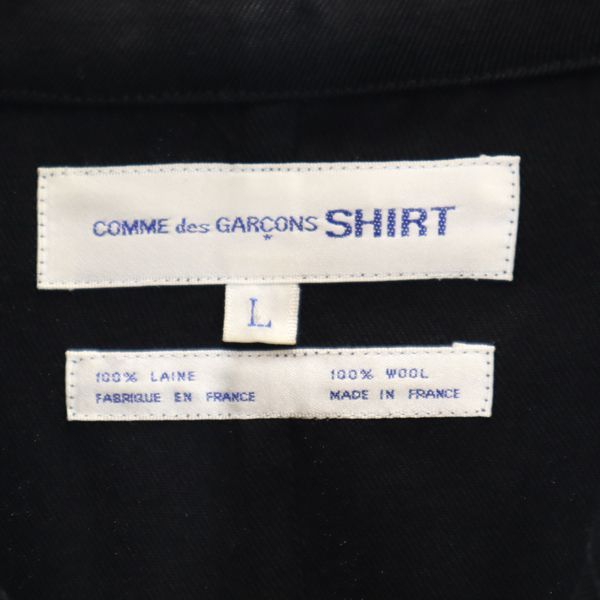 COMME des GARÇONS SHIRT
L
100% LAINE 100% WOOL
FABRIQUE EN FRANCE MADE IN FRANCE